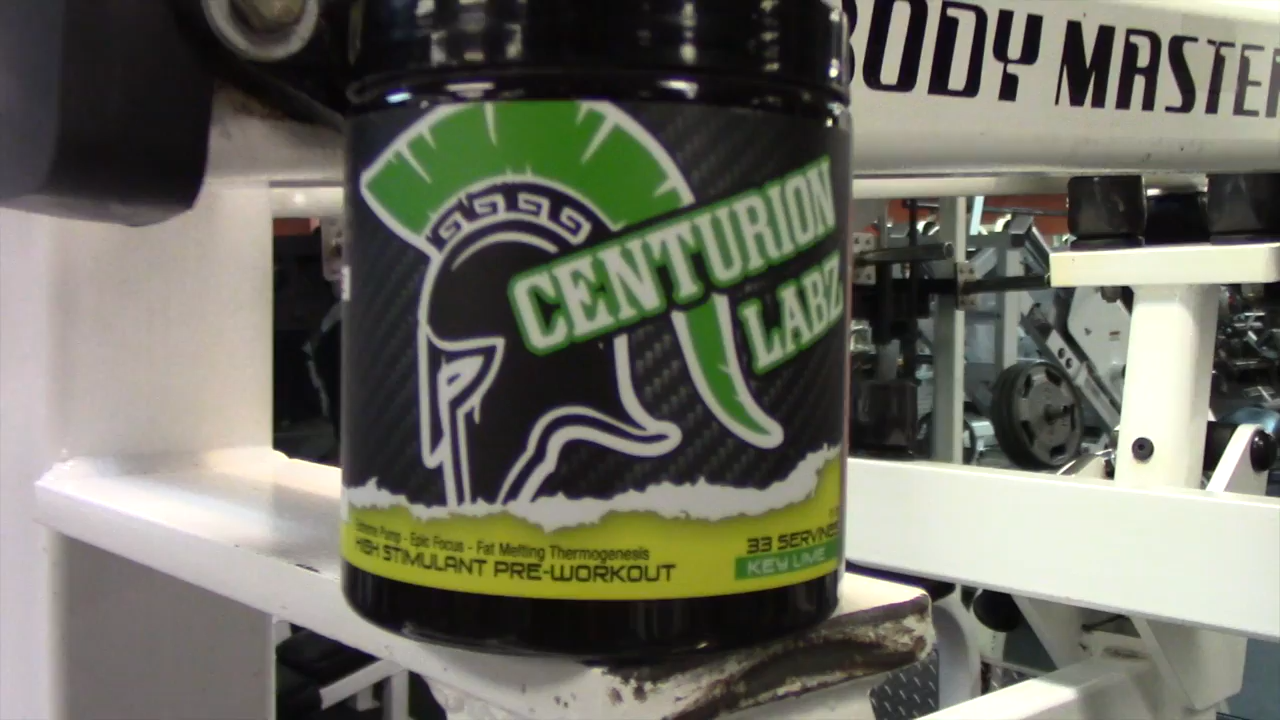 BODY MASTER
CENTURION
LABZ
Extreme Pump - Epic Focus - Fat Melting Thermogenesis
HIGH STIMULANT PRE-WORKOUT
33 SERVINGS
KEY LIME